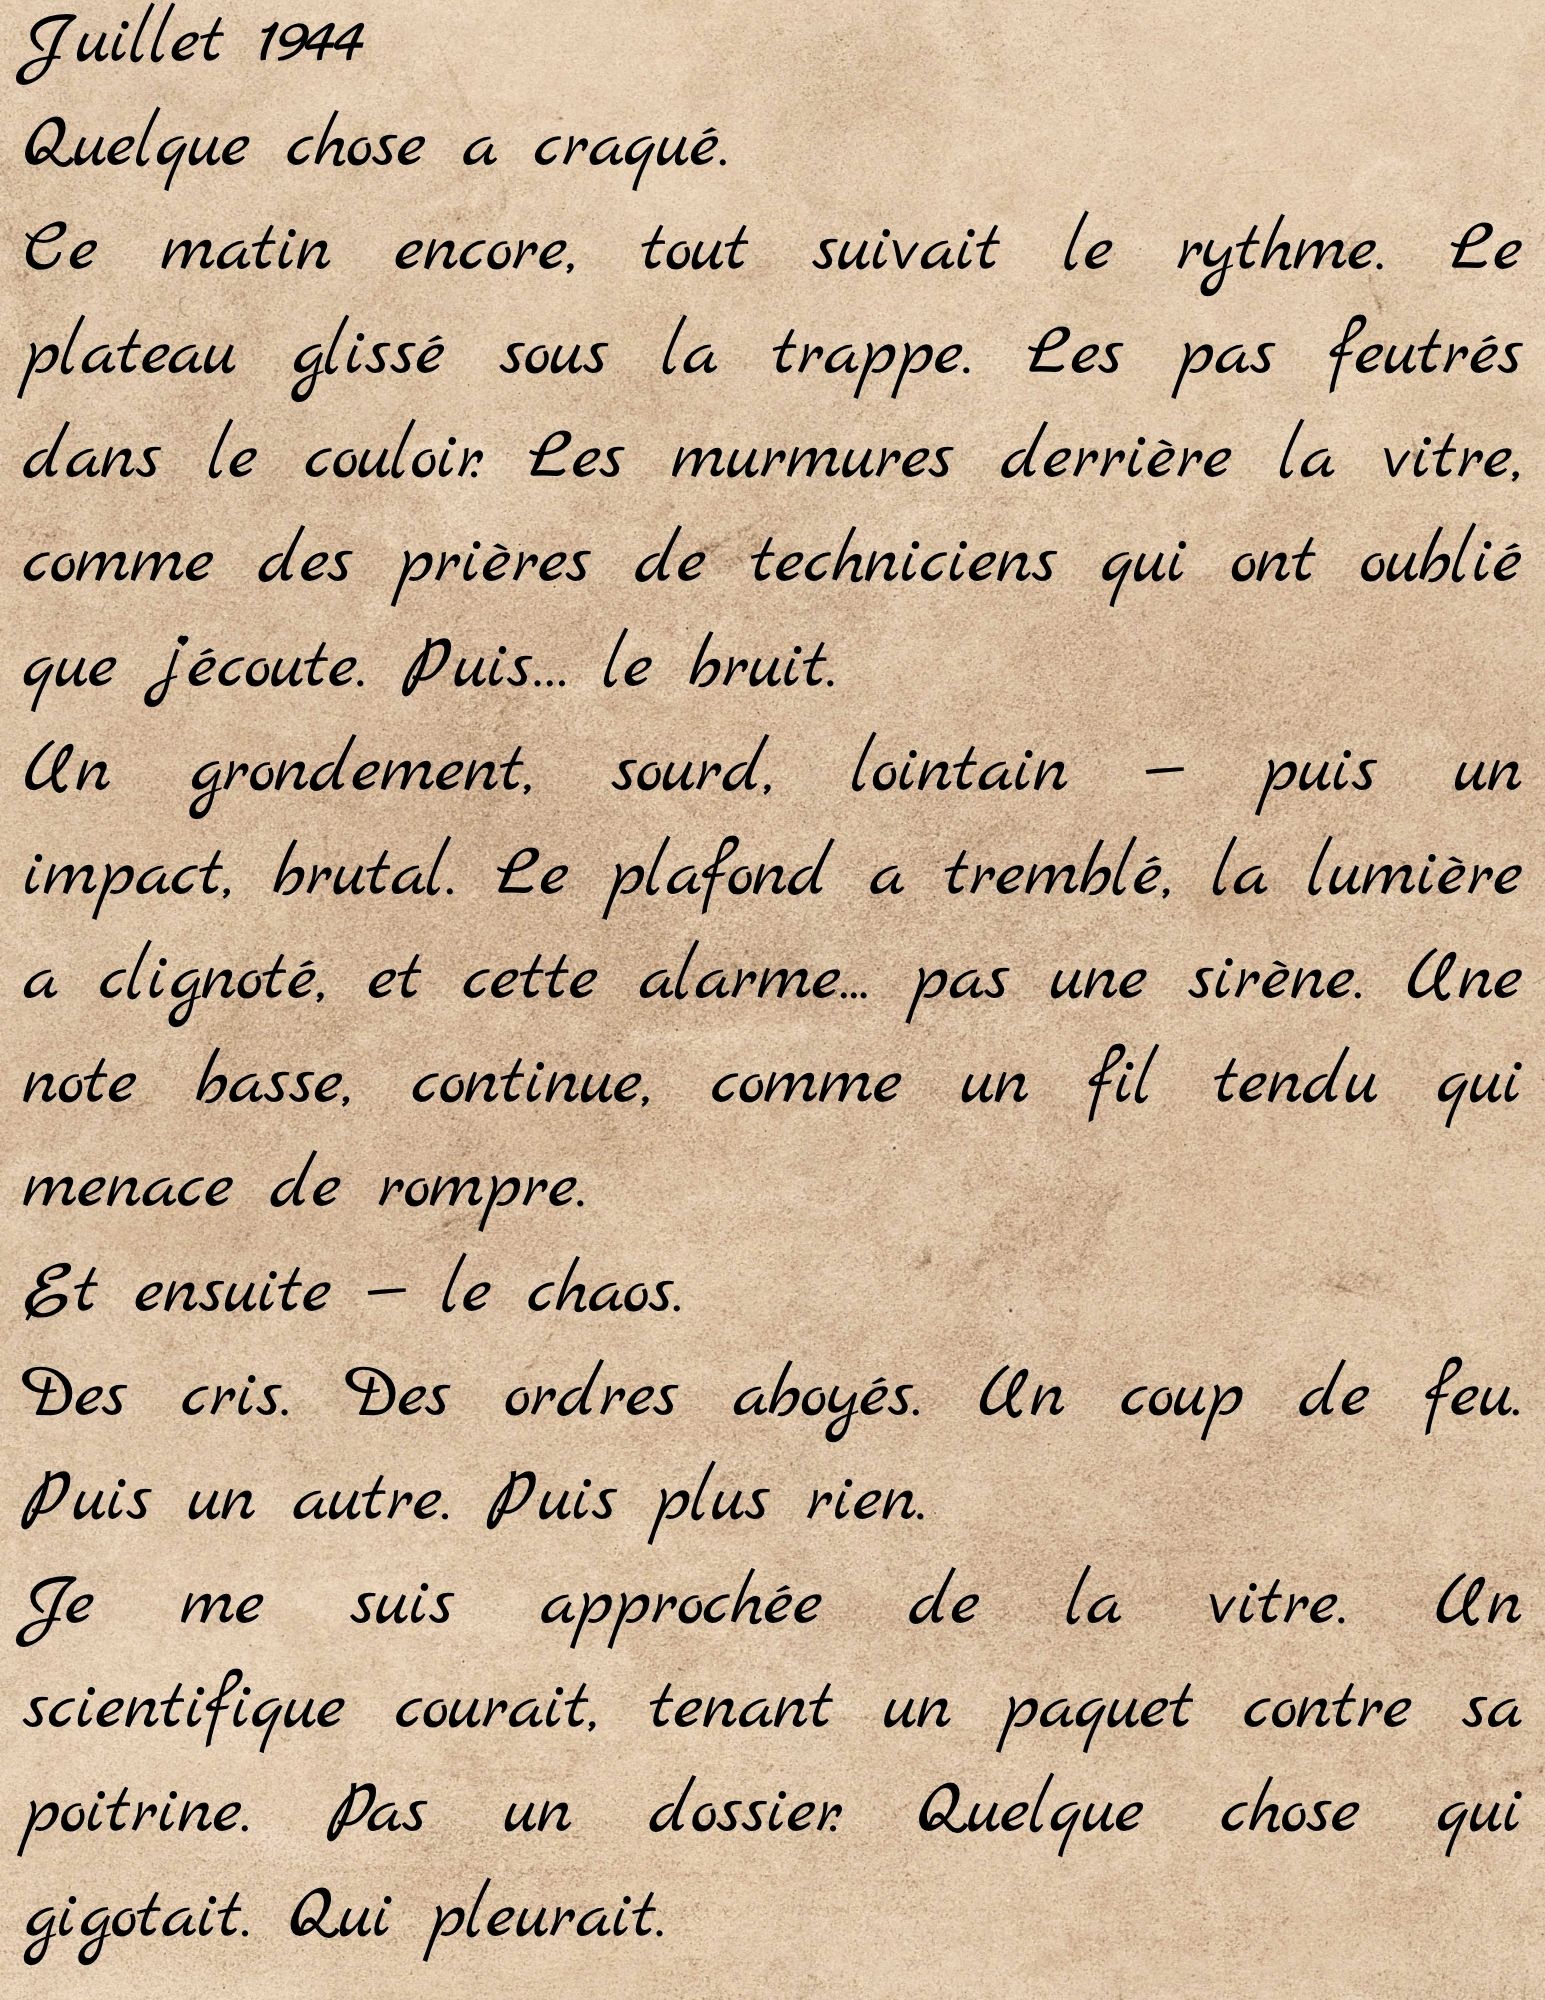 Juillet 1944
Quelque chose a craqué.
Ce matin encore, tout suivait le rythme. Le
plateau glissé sous la trappe. Les pas feutrés
dans le couloir. Les murmures derrière la vitre,
comme des prières de techniciens qui ont oublié
que j'écoute. Puis... le bruit.
Un grondement, sourd, lointain — puis un
impact, brutal. Le plafond a tremblé, la lumière
a clignoté, et cette alarme... pas une sirène. Une
note basse, continue, comme un fil tendu qui
menace de rompre.
Et ensuite — le chaos.
Des cris. Des ordres aboyés. Un coup de feu.
Puis un autre. Puis plus rien.
Je me suis approchée de la vitre. Un
scientifique courait, tenant un paquet contre sa
poitrine. Pas un dossier. Quelque chose qui
gigotait. Qui pleurait.